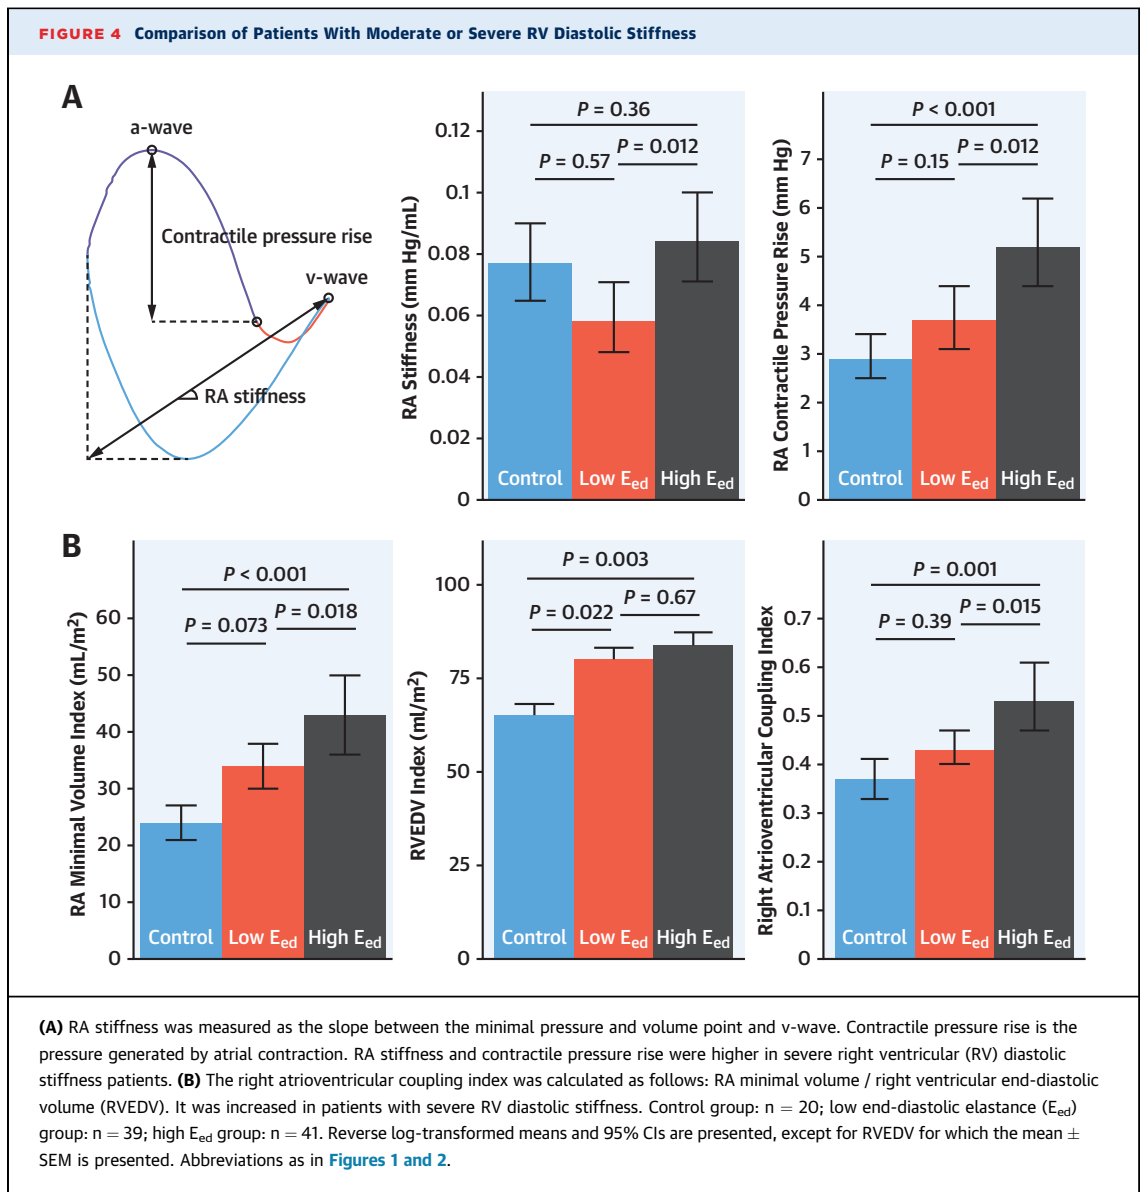 FIGURE 4 Comparison of Patients With Moderate or Severe RV Diastolic Stiffness
A
a-wave
Contractile pressure rise
v-wave
RA stiffness
RA Stiffness (mm Hg/mL)
0.12
0.1
0.08
0.06
0.04
0.02
0
P = 0.36
P = 0.57
P = 0.012
Control
Low Eed
High Eed
RA Contractile Pressure Rise (mm Hg)
7
6
5
4
3
2
1
0
P < 0.001
P = 0.15
P = 0.012
Control
Low Eed
High Eed
B
RA Minimal Volume Index (mL/m²)
60
50
40
30
20
10
0
P < 0.001
P = 0.073
P = 0.018
Control
Low Eed
High Eed
RVEDV Index (ml/m²)
100
75
50
25
0
P = 0.003
P = 0.022
P = 0.67
Control
Low Eed
High Eed
Right Atrioventricular Coupling Index
0.7
0.6
0.5
0.4
0.3
0.2
0.1
0
P = 0.001
P = 0.39
P = 0.015
Control
Low Eed
High Eed
(A) RA stiffness was measured as the slope between the minimal pressure and volume point and v-wave. Contractile pressure rise is the
pressure generated by atrial contraction. RA stiffness and contractile pressure rise were higher in severe right ventricular (RV) diastolic
stiffness patients. (B) The right atrioventricular coupling index was calculated as follows: RA minimal volume / right ventricular end-diastolic
volume (RVEDV). It was increased in patients with severe RV diastolic stiffness. Control group: n = 20; low end-diastolic elastance (Eed)
group: n = 39; high Eed group: n = 41. Reverse log-transformed means and 95% CIs are presented, except for RVEDV for which the mean ±
SEM is presented. Abbreviations as in Figures 1 and 2.